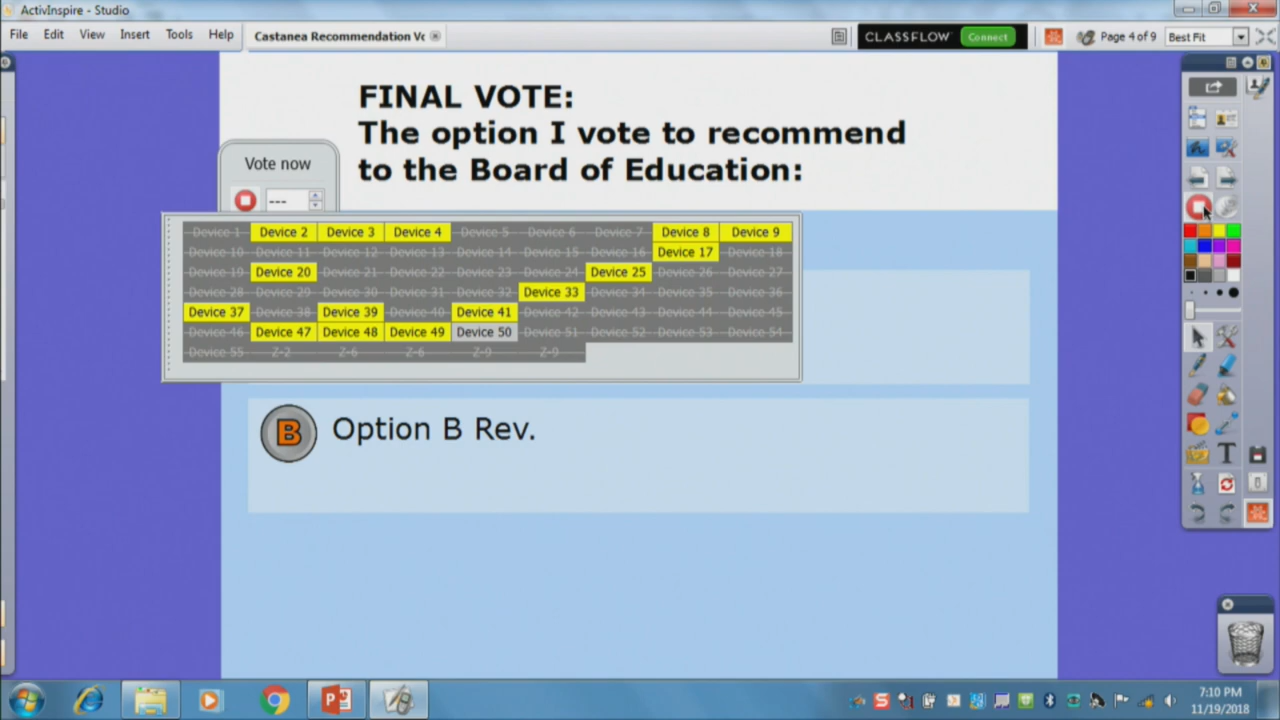 ActivInspire - Studio
File Edit View Insert Tools Help
Castanea Recommendation Vo
CLASSFLOW Connect
Page 4 of 9
Best Fit
FINAL VOTE:
The option I vote to recommend
to the Board of Education:
Vote now
---
Device 1 Device 2 Device 3 Device 4 Device 5 Device 6 Device 7 Device 8 Device 9
Device 10 Device 11 Device 12 Device 13 Device 14 Device 15 Device 16 Device 17 Device 18
Device 19 Device 20 Device 21 Device 22 Device 23 Device 24 Device 25 Device 26 Device 27
Device 28 Device 29 Device 30 Device 31 Device 32 Device 33 Device 34 Device 35 Device 36
Device 37 Device 38 Device 39 Device 40 Device 41 Device 42 Device 43 Device 44 Device 45
Device 46 Device 47 Device 48 Device 49 Device 50 Device 51 Device 52 Device 53 Device 54
Device 55 Z-2 Z-6 Z-6 Z-9 Z-9
B Option B Rev.
7:10 PM
11/19/2018